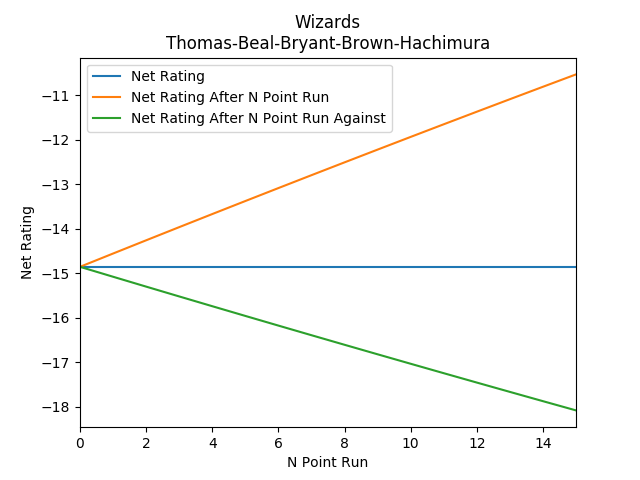 Wizards
Thomas-Beal-Bryant-Brown-Hachimura
Net Rating
Net Rating After N Point Run
Net Rating After N Point Run Against
Net Rating
−11
−12
−13
−14
−15
−16
−17
−18
0 2 4 6 8 10 12 14
N Point Run